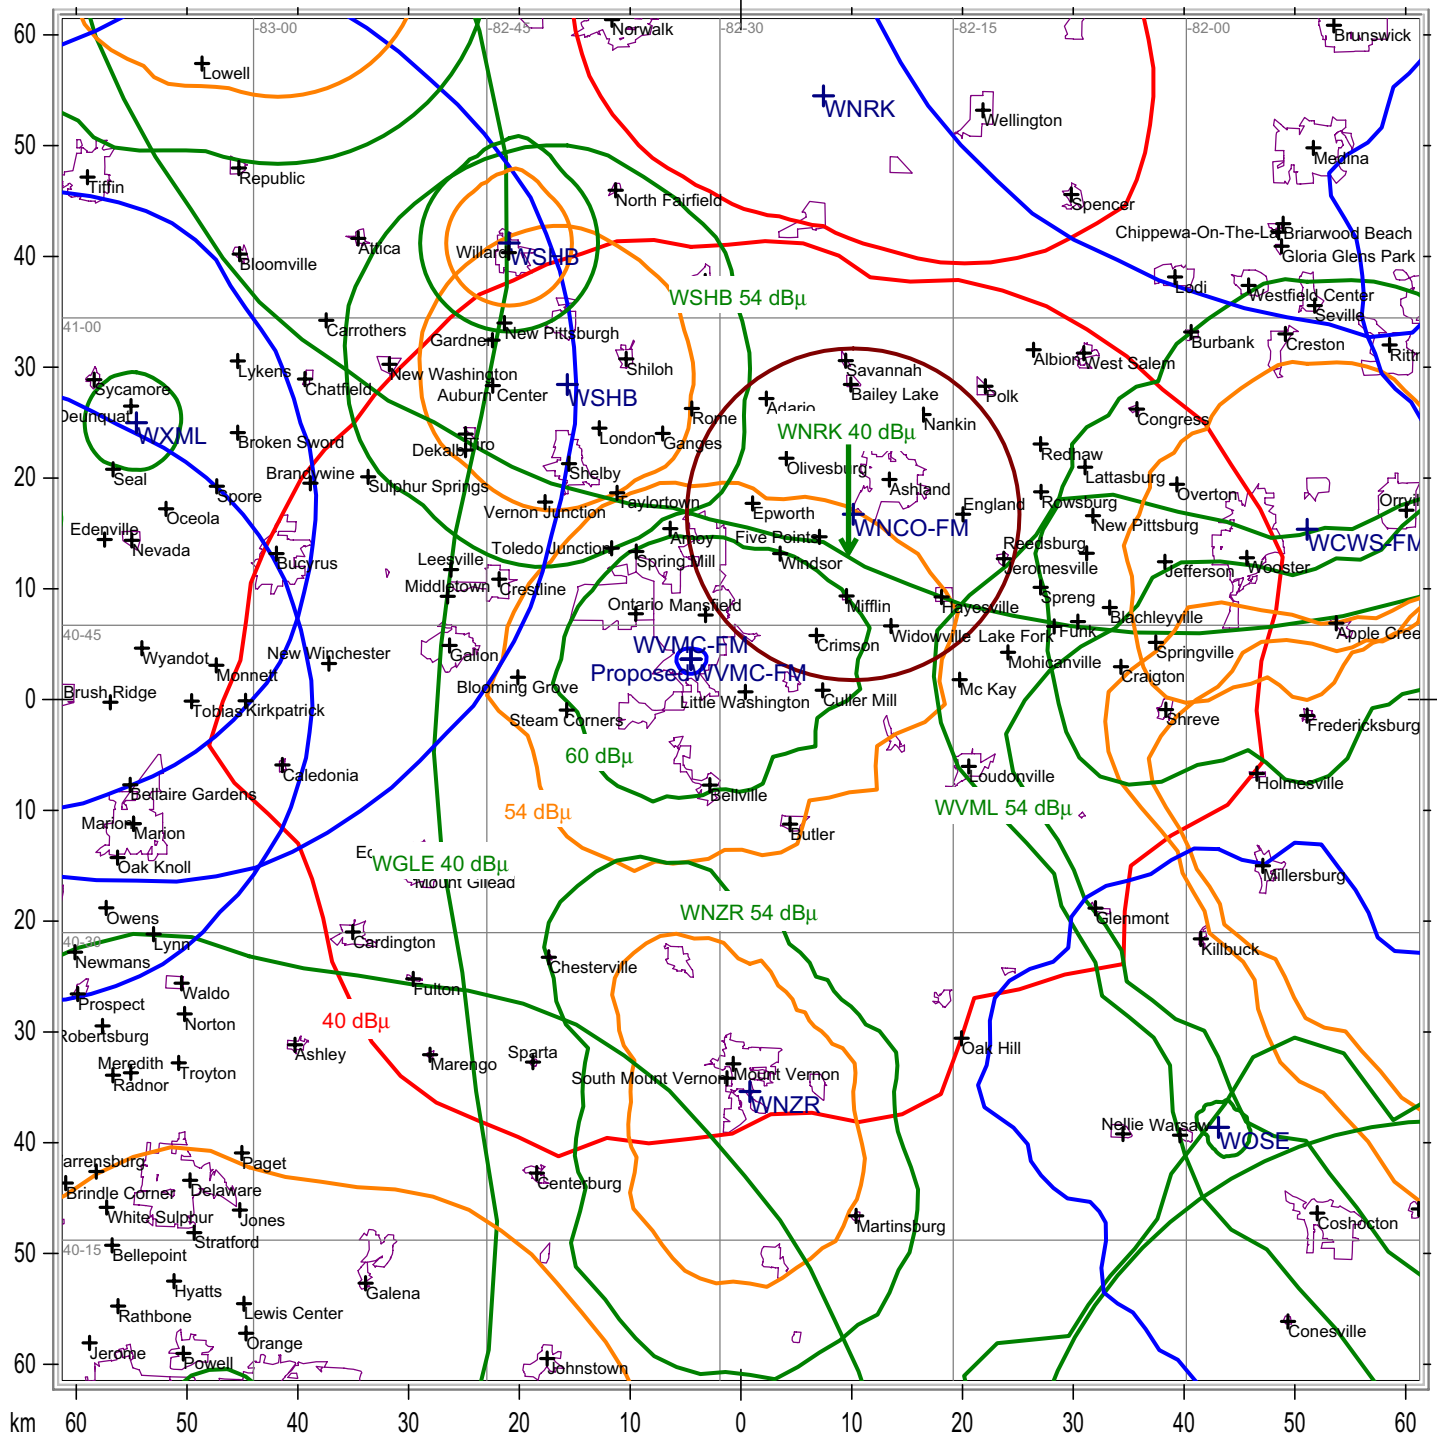 60
-83-00
-82-45
-82-30
-82-15
-82-00
Norwalk
Brunswick
Lowell
WNRK
Wellington
50
Medina
Republic
Tiffin
North Fairfield
Spencer
40
Attica
Bloomville
Willard
WSHB
Chippewa-On-The-La
Briarwood Beach
Gloria Glens Park
Lodi
WSHB 54 dBµ
Westfield Center
Seville
41-00
Carrothers
New Pittsburgh
Gardner
Burbank
Creston
Rittm
30
Lykens
New Washington
Shiloh
Savannah
Albion
West Salem
Sycamore
Chatfield
Auburn Center
WSHB
Bailey Lake
Polk
Deunquat
Rome
Adario
Nankin
Congress
WXML
Broken Sword
Tiro
London
Ganges
WNRK 40 dBµ
Dekalb
Redhaw
20
Seal
Brandywine
Sulphur Springs
Shelby
Olivesburg
Ashland
Lattasburg
Spore
Taylortown
Overton
Oceola
Vernon Junction
Epworth
England
Rowsburg
New Pittsburg
Orrvi
Edenville
Nevada
Amoy
Five Points
WNCO-FM
WCWS-FM
Toledo Junction
Reedsburg
Bucyrus
Leesville
Spring Mill
Windsor
Jeromesville
Jefferson
Wooster
10
Middletown
Crestline
Spreng
Ontario
Mansfield
Mifflin
Hayesville
Blachleyville
40-45
Widowville
Lake Fork
Funk
Apple Cree
Wyandot
New Winchester
Galion
WVMC-FM
Crimson
Mohicanville
Springville
Monnett
Proposed WVMC-FM
Craigton
Brush Ridge
Blooming Grove
Mc Kay
0
Tobias
Kirkpatrick
Little Washington
Culler Mill
Steam Corners
Shreve
Fredericksburg
60 dBµ
Caledonia
Loudonville
Holmesville
Bellaire Gardens
Bellville
10
54 dBµ
WVML 54 dBµ
Marion
Marion
Butler
Oak Knoll
WGLE 40 dBµ
Millersburg
Mount Gilead
20
Owens
WNZR 54 dBµ
Glenmont
40-30
Lynn
Cardington
Killbuck
Newmans
Chesterville
Waldo
Fulton
Prospect
Norton
40 dBµ
30
Robertsburg
Ashley
Oak Hill
Meredith
Troyton
Marengo
Sparta
Radnor
South Mount Vernon
Mount Vernon
WNZR
40
Nellie
Warsaw
WOSE
Paget
arrensburg
Centerburg
Brindle Corner
Delaware
White Sulphur
Jones
Martinsburg
Coshocton
Stratford
40-15
Bellepoint
50
Hyatts
Galena
Rathbone
Lewis Center
Conesville
Orange
Jerome
Powell
60
Johnstown
km
60
50
40
30
20
10
0
10
20
30
40
50
60